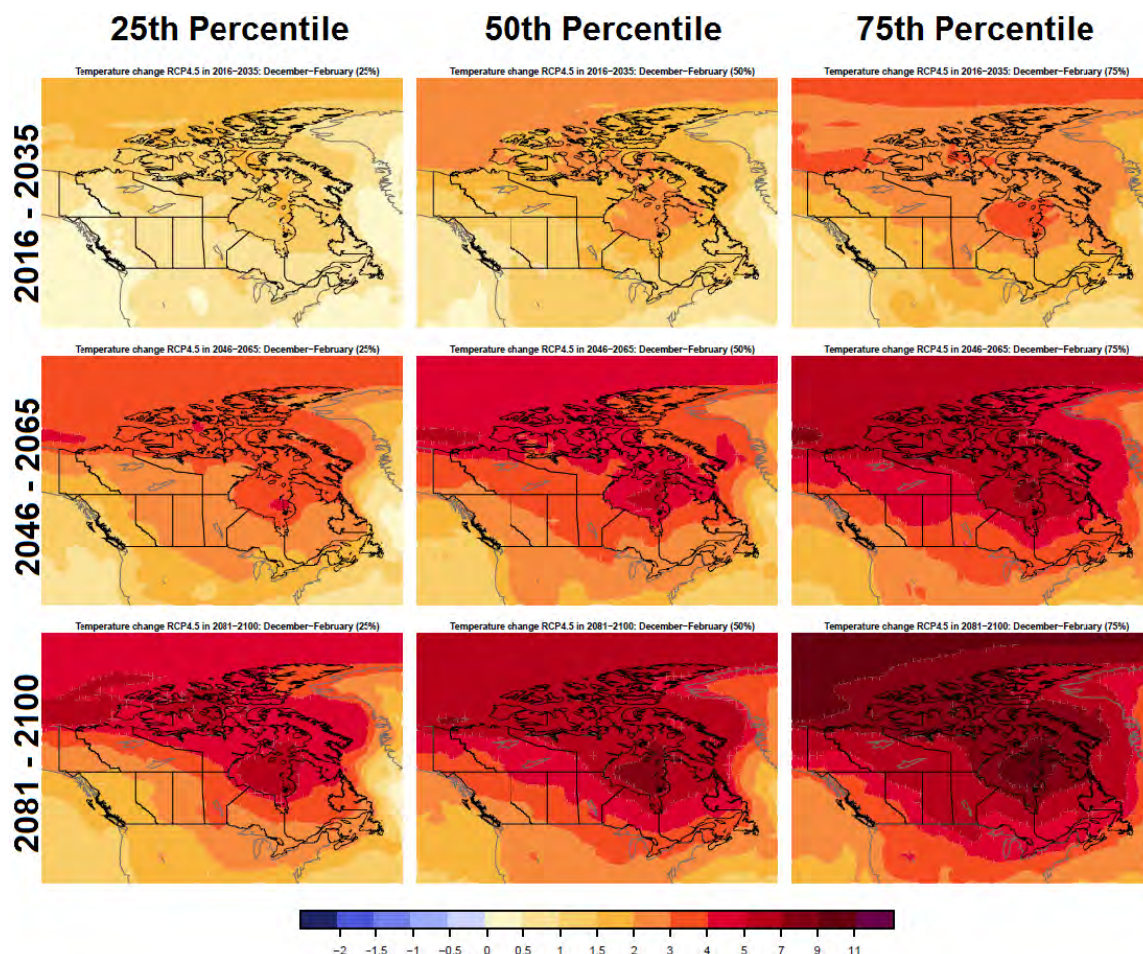 25th Percentile 50th Percentile 75th Percentile
2016 - 2035
Temperature change RCP4.5 in 2016-2035: December-February (25%)
Temperature change RCP4.5 in 2016-2035: December-February (50%)
Temperature change RCP4.5 in 2016-2035: December-February (75%)
2046 - 2065
Temperature change RCP4.5 in 2046-2065: December-February (25%)
Temperature change RCP4.5 in 2046-2065: December-February (50%)
Temperature change RCP4.5 in 2046-2065: December-February (75%)
2081 - 2100
Temperature change RCP4.5 in 2081-2100: December-February (25%)
Temperature change RCP4.5 in 2081-2100: December-February (50%)
Temperature change RCP4.5 in 2081-2100: December-February (75%)
−2 −1.5 −1 −0.5 0 0.5 1 1.5 2 3 4 5 7 9 11